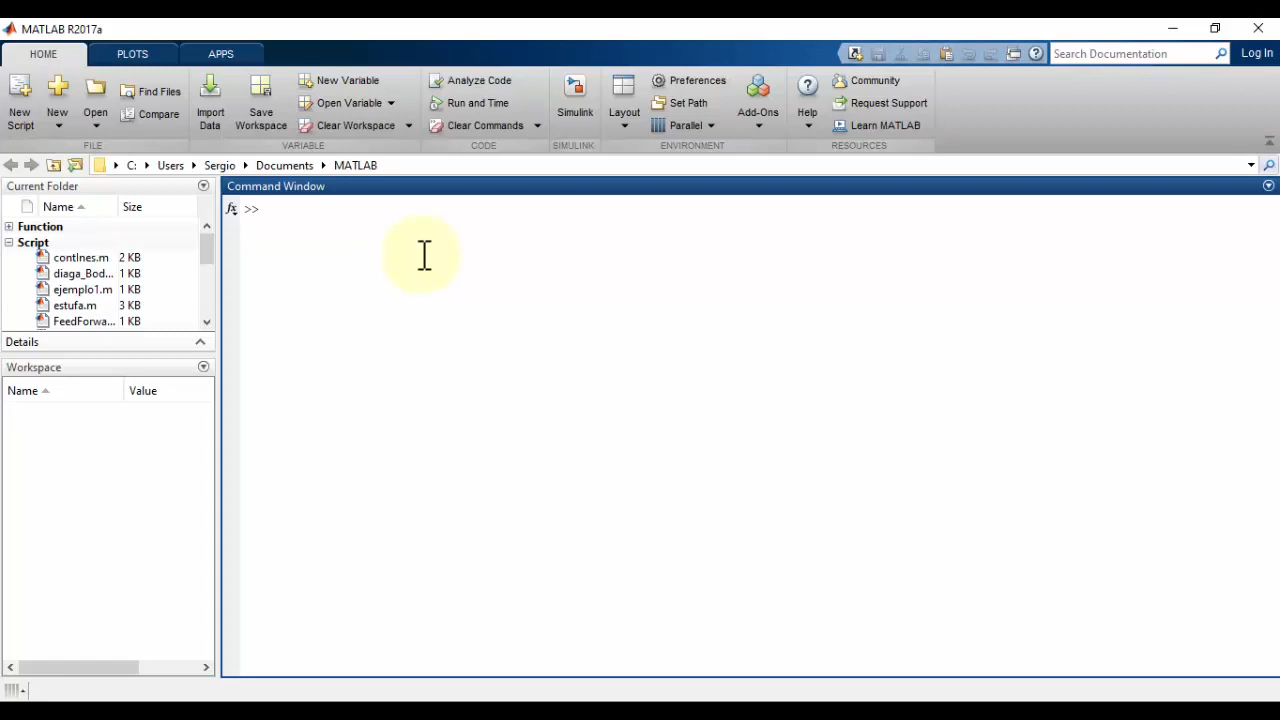 MATLAB R2017a
HOME PLOTS APPS
Search Documentation
Log In
New Script
New
Open
Find Files
Compare
FILE
Import Data
Save Workspace
New Variable
Open Variable
Clear Workspace
VARIABLE
Analyze Code
Run and Time
Clear Commands
CODE
Simulink
SIMULINK
Layout
Preferences
Set Path
Parallel
Add-Ons
ENVIRONMENT
Help
Community
Request Support
Learn MATLAB
RESOURCES
C: Users Sergio Documents MATLAB
Current Folder
Name Size
Function
Script
contInes.m 2 KB
diaga_Bod... 1 KB
ejemplo1.m 1 KB
estufa.m 3 KB
FeedForwa... 1 KB
Details
Workspace
Name Value
Command Window
fx >>